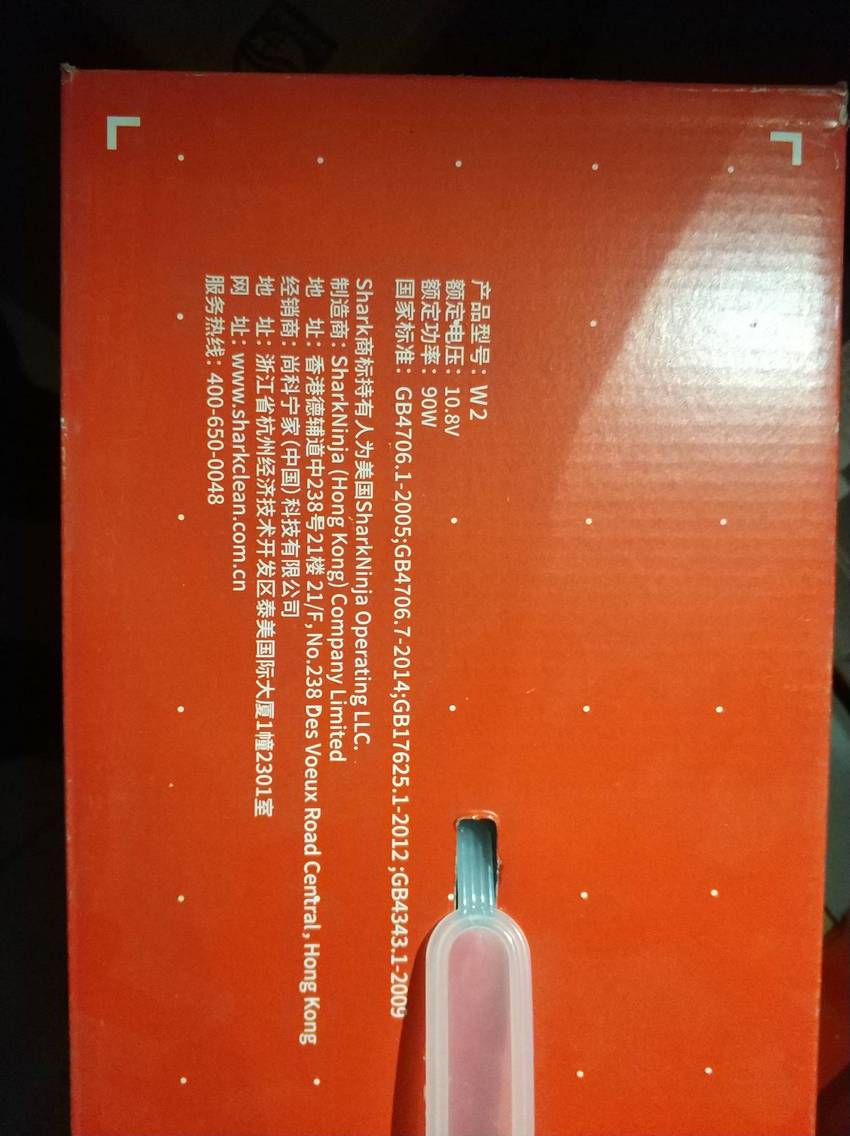 产品型号：W2
额定电压：10.8V
额定功率：90W
国家标准：GB4706.1-2005;GB4706.7-2014;GB17625.1-2012 ;GB4343.1-2009
Shark商标持有人为美国SharkNinja Operating LLC.
制造商：SharkNinja (Hong Kong) Company Limited
地 址：香港德辅道中238号21楼 21/F, No.238 Des Voeux Road Central, Hong Kong
经销商：尚科宁家(中国)科技有限公司
地 址：浙江省杭州经济技术开发区泰美国际大厦1幢2301室
网 址：www.sharkclean.com.cn
服务热线：400-650-0048